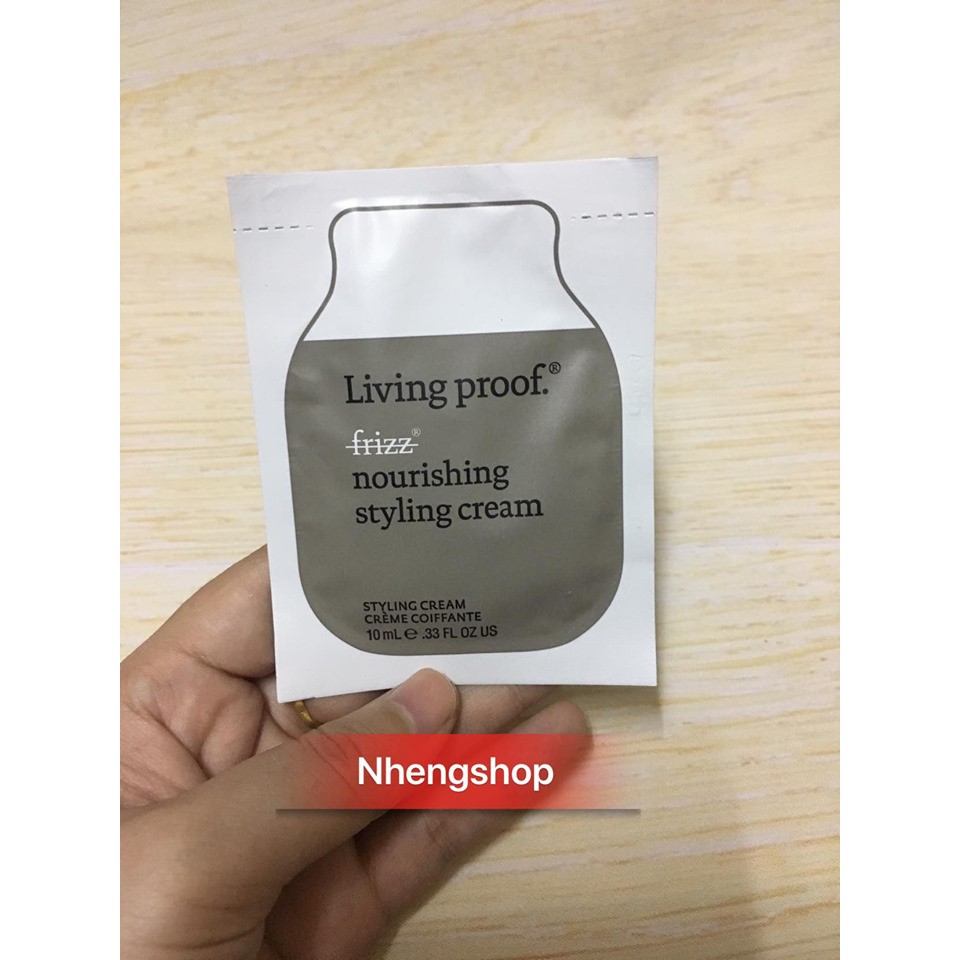 Living proof.®
frizz®
nourishing
styling cream
STYLING CREAM
CRÈME COIFFANTE
10 mL ℮ .33 FL OZ US
Nhengshop